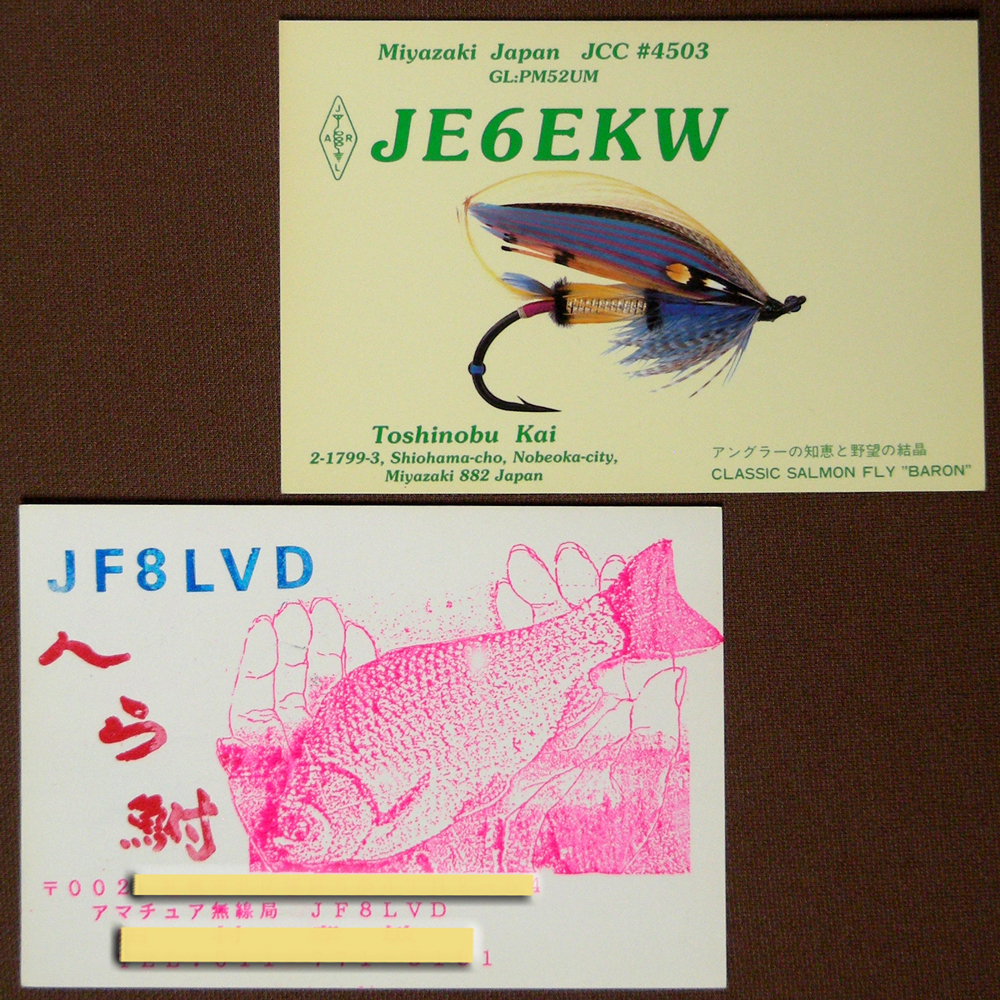 Miyazaki Japan JCC #4503
GL:PM52UM
J
A R
L
JE6EKW
Toshinobu Kai
2-1799-3, Shiohama-cho, Nobeoka-city,
Miyazaki 882 Japan
アングラーの知恵と野望の結晶
CLASSIC SALMON FLY "BARON"
JF8LVD
へら鮒
〒002
アマチュア無線局 JF8LVD